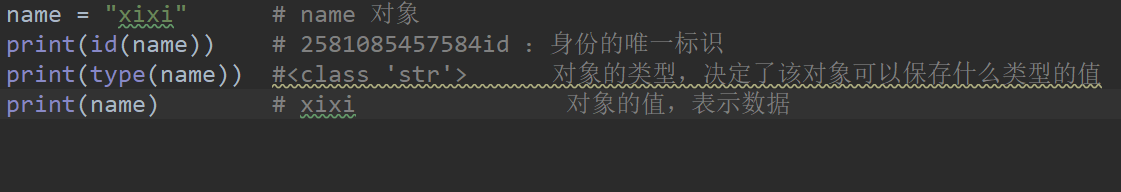 name = "xixi"      # name 对象
print(id(name))    # 2581085457584id ：身份的唯一标识
print(type(name))  #<class 'str'>      对象的类型，决定了该对象可以保存什么类型的值
print(name)        # xixi               对象的值，表示数据